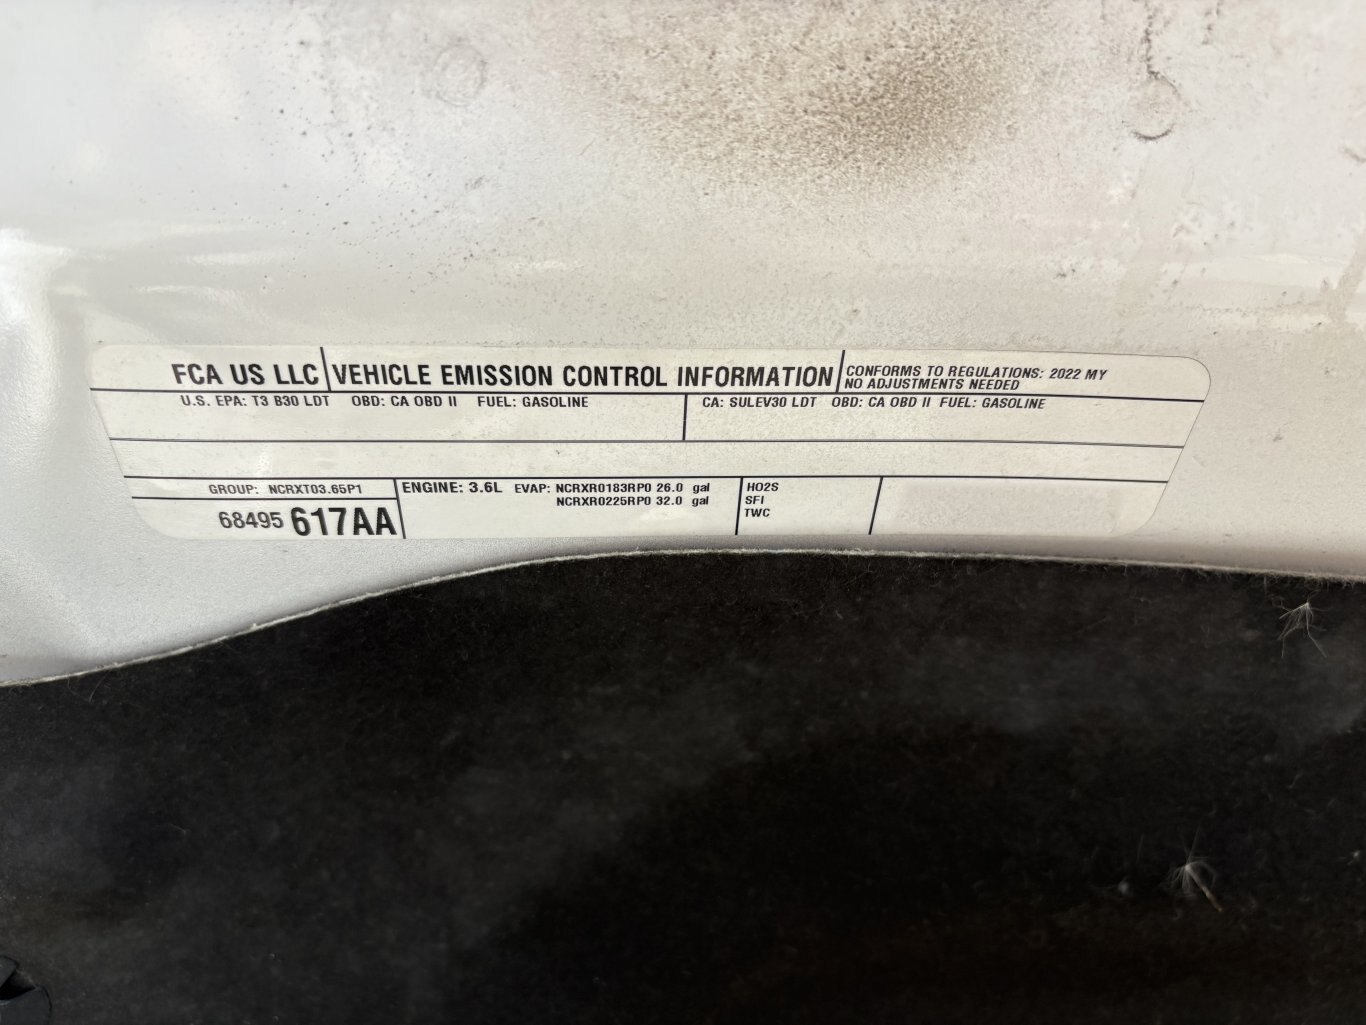 FCA US LLC VEHICLE EMISSION CONTROL INFORMATION
CONFORMS TO REGULATIONS: 2022 MY
NO ADJUSTMENTS NEEDED
U.S. EPA: T3 B30 LDT OBD: CA OBD II FUEL: GASOLINE
CA: SULEV30 LDT OBD: CA OBD II FUEL: GASOLINE
GROUP: NCRXT03.65P1
68495 617AA
ENGINE: 3.6L EVAP: NCRXR0183RP0 26.0 gal
NCRXR0225RP0 32.0 gal
HO2S
SFI
TWC